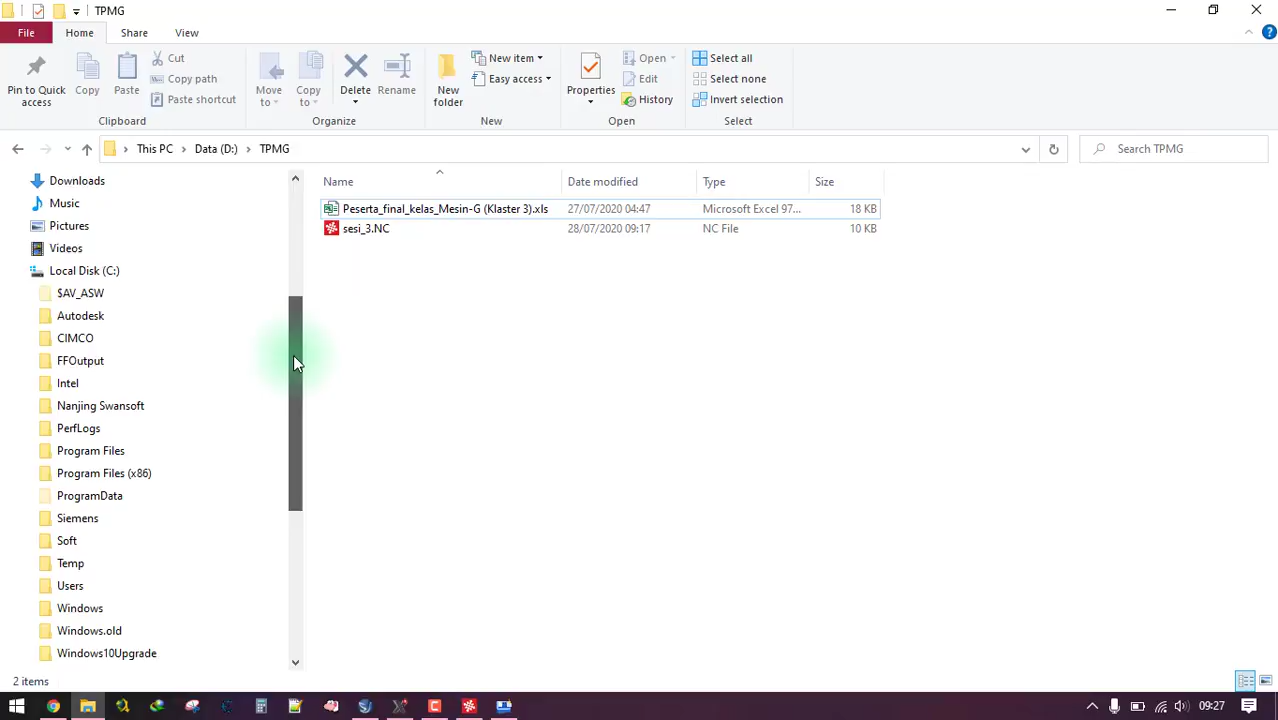 TPMG
File Home Share View
Pin to Quick access
Copy
Paste
Cut
Copy path
Paste shortcut
Clipboard
Move to
Copy to
Delete
Rename
Organize
New folder
New item
Easy access
New
Properties
Open
Edit
History
Open
Select all
Select none
Invert selection
Select
This PC > Data (D:) > TPMG
Search TPMG
Name Date modified Type Size
Peserta_final_kelas_Mesin-G (Klaster 3).xls 27/07/2020 04:47 Microsoft Excel 97... 18 KB
sesi_3.NC 28/07/2020 09:17 NC File 10 KB
Downloads
Music
Pictures
Videos
Local Disk (C:)
$AV_ASW
Autodesk
CIMCO
FFOutput
Intel
Nanjing Swansoft
PerfLogs
Program Files
Program Files (x86)
ProgramData
Siemens
Soft
Temp
Users
Windows
Windows.old
Windows10Upgrade
2 items
09:27